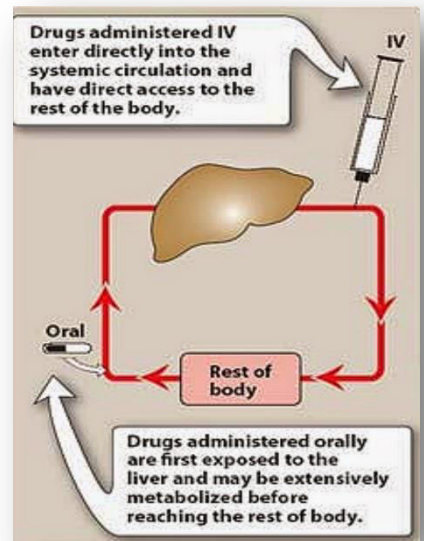 Drugs administered IV
enter directly into the
systemic circulation and
have direct access to the
rest of the body.
IV
Oral
Rest of
body
Drugs administered orally
are first exposed to the
liver and may be extensively
metabolized before
reaching the rest of body.